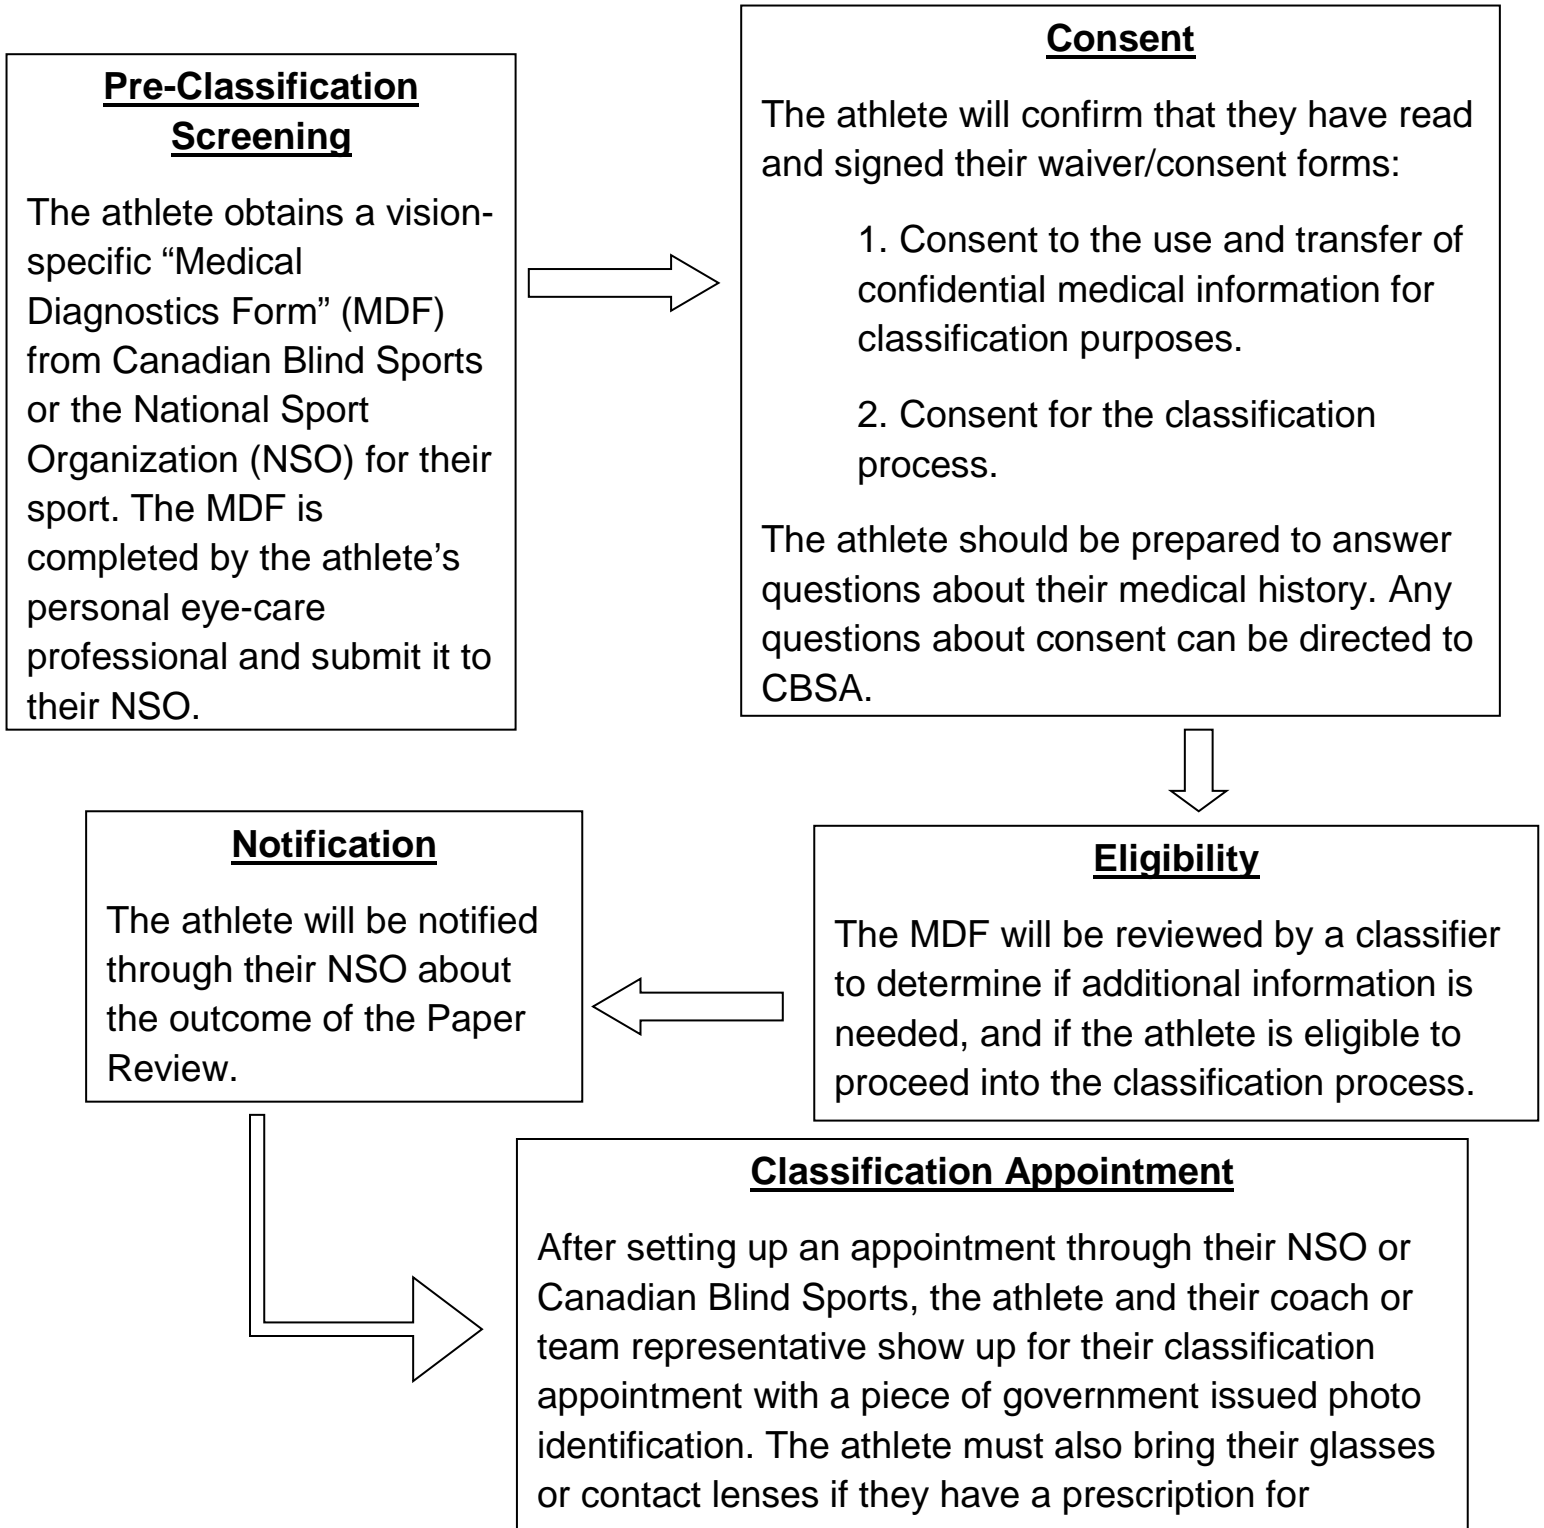 Pre-Classification
Screening
The athlete obtains a vision-
specific “Medical
Diagnostics Form” (MDF)
from Canadian Blind Sports
or the National Sport
Organization (NSO) for their
sport. The MDF is
completed by the athlete’s
personal eye-care
professional and submit it to
their NSO.
Consent
The athlete will confirm that they have read
and signed their waiver/consent forms:
1. Consent to the use and transfer of
confidential medical information for
classification purposes.
2. Consent for the classification
process.
The athlete should be prepared to answer
questions about their medical history. Any
questions about consent can be directed to
CBSA.
Eligibility
The MDF will be reviewed by a classifier
to determine if additional information is
needed, and if the athlete is eligible to
proceed into the classification process.
Notification
The athlete will be notified
through their NSO about
the outcome of the Paper
Review.
Classification Appointment
After setting up an appointment through their NSO or
Canadian Blind Sports, the athlete and their coach or
team representative show up for their classification
appointment with a piece of government issued photo
identification. The athlete must also bring their glasses
or contact lenses if they have a prescription for